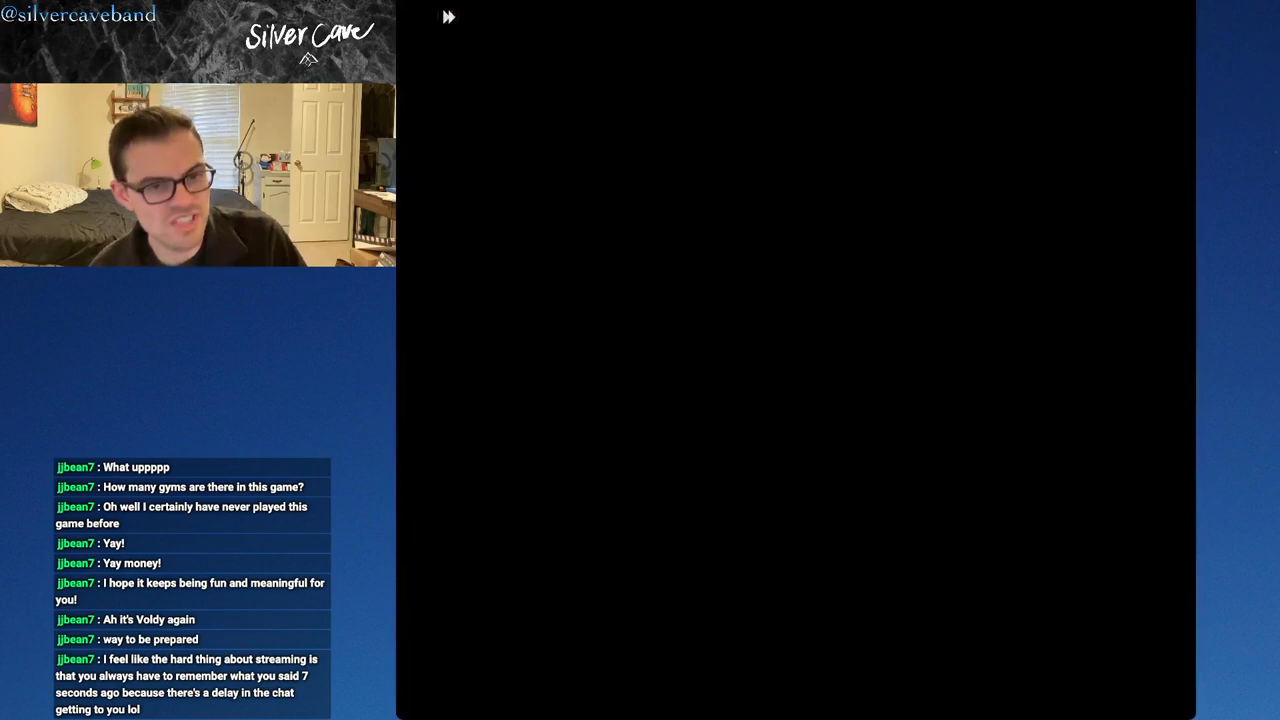 @silvercaveband
Silver Cave
jjbean7 : What uppppp
jjbean7 : How many gyms are there in this game?
jjbean7 : Oh well I certainly have never played this
game before
jjbean7 : Yay!
jjbean7 : Yay money!
jjbean7 : I hope it keeps being fun and meaningful for
you!
jjbean7 : Ah it's Voldy again
jjbean7 : way to be prepared
jjbean7 : I feel like the hard thing about streaming is
that you always have to remember what you said 7
seconds ago because there's a delay in the chat
getting to you lol